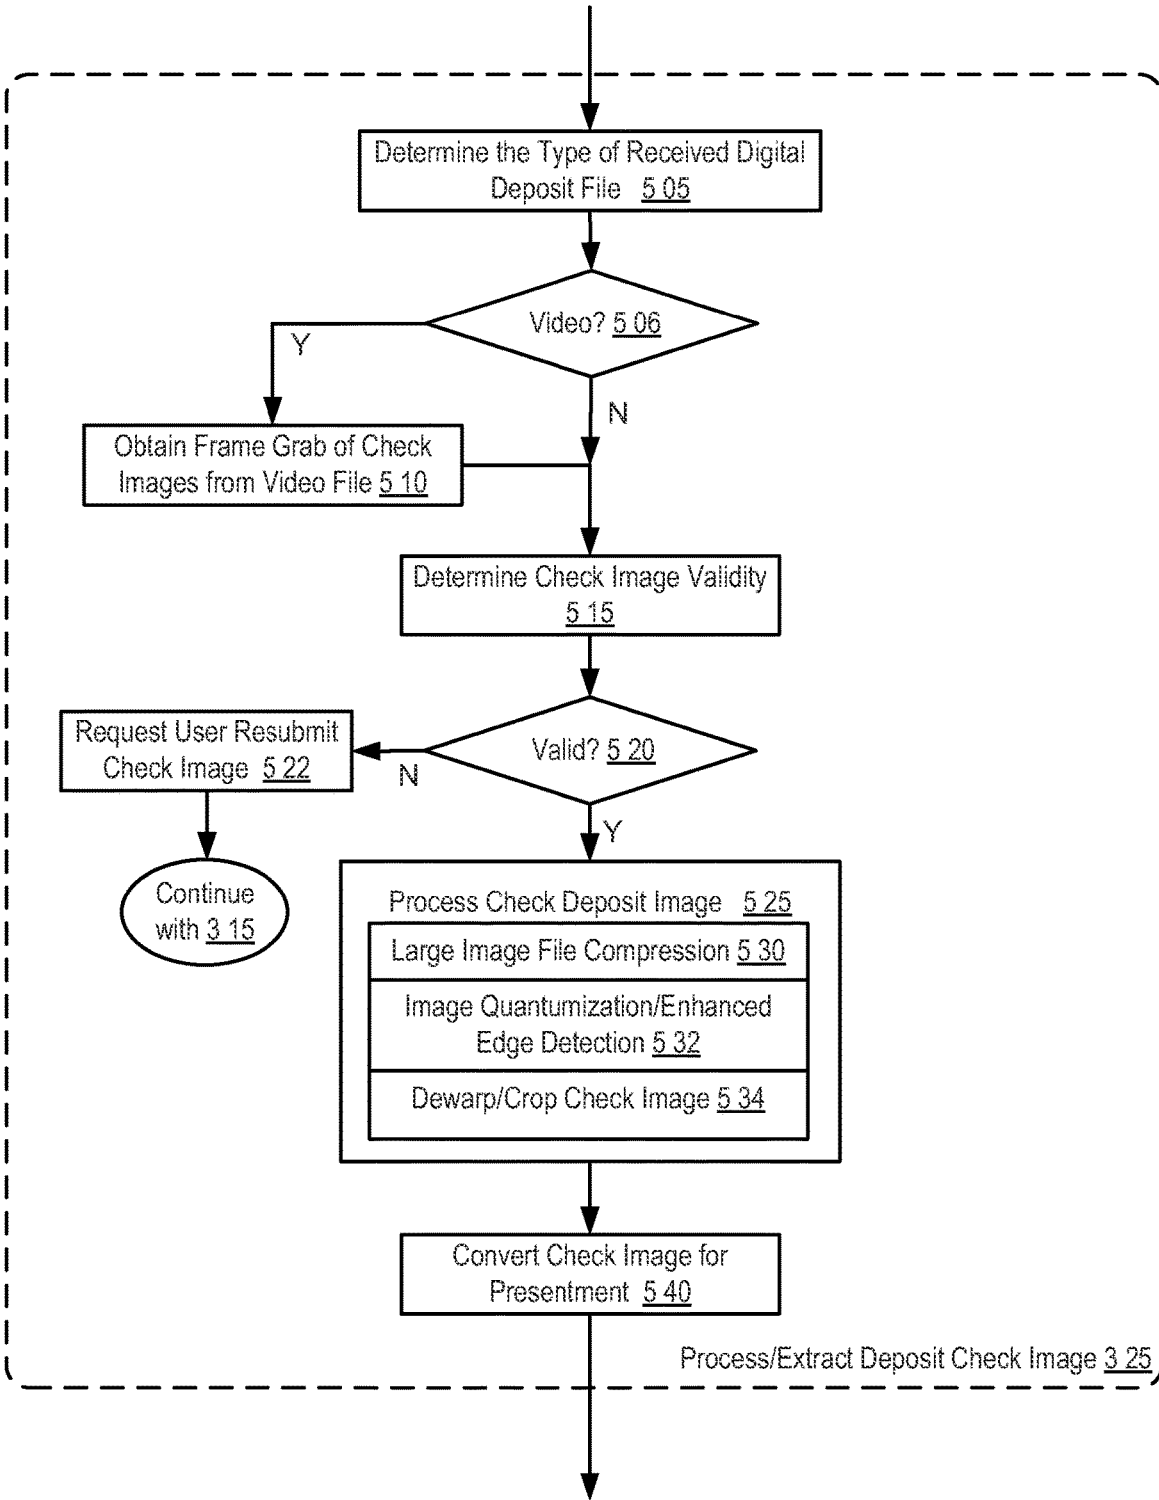 Determine the Type of Received Digital
Deposit File 5 05
Video? 5 06
Y
N
Obtain Frame Grab of Check
Images from Video File 5 10
Determine Check Image Validity
5 15
Request User Resubmit
Check Image 5 22
Valid? 5 20
N
Y
Continue
with 3 15
Process Check Deposit Image 5 25
Large Image File Compression 5 30
Image Quantumization/Enhanced
Edge Detection 5 32
Dewarp/Crop Check Image 5 34
Convert Check Image for
Presentment 5 40
Process/Extract Deposit Check Image 3 25